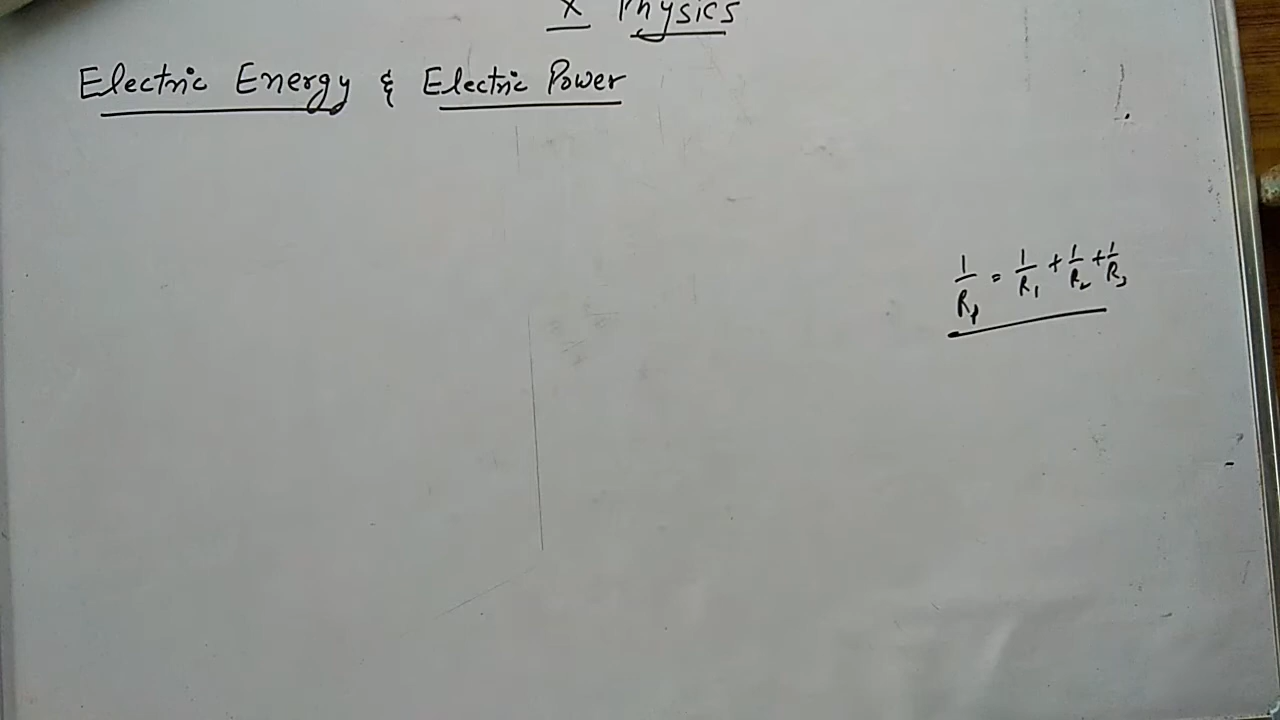 X Physics
Electric Energy & Electric Power
1/Rp = 1/R1 + 1/R2 + 1/R3